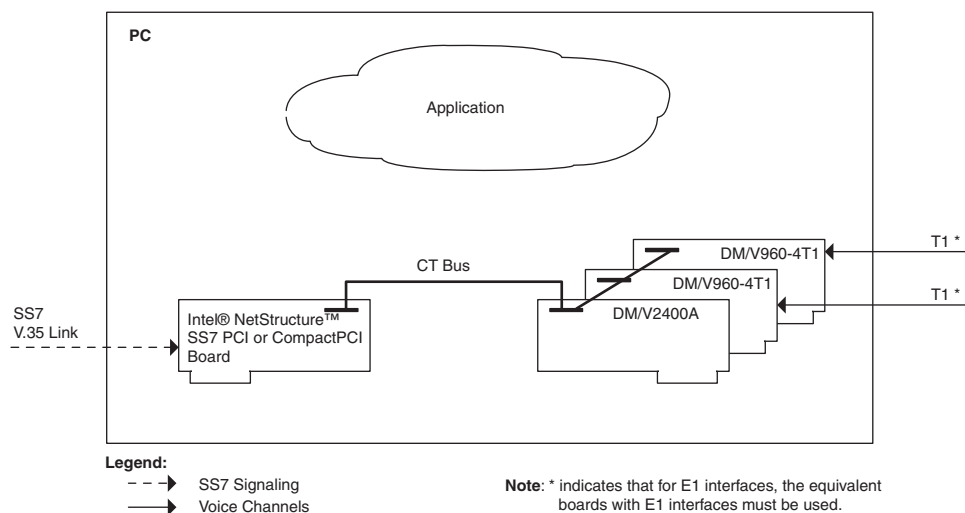 PC
Application
DM/V960-4T1
T1 *
CT Bus
DM/V960-4T1
T1 *
SS7
V.35 Link
Intel® NetStructure™
SS7 PCI or CompactPCI
Board
DM/V2400A
Legend:
SS7 Signaling
Voice Channels
Note: * indicates that for E1 interfaces, the equivalent
boards with E1 interfaces must be used.